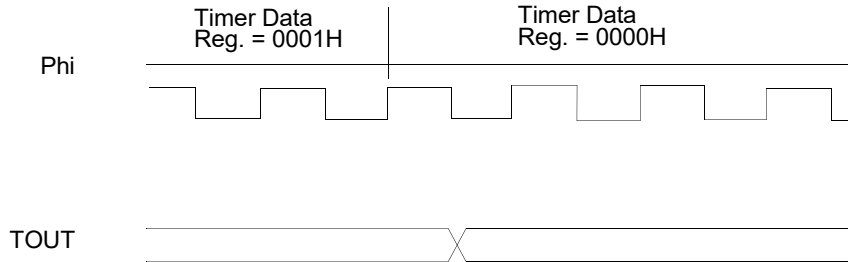 Timer Data Timer Data
Reg. = 0001H Reg. = 0000H
Phi
TOUT